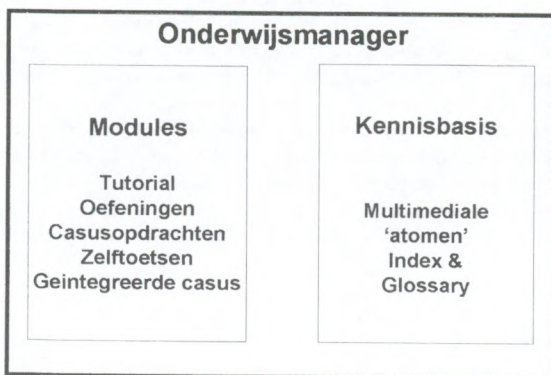 Onderwijsmanager
Modules
Tutorial
Oefeningen
Casusopdrachten
Zelftoetsen
Geintegreerde casus
Kennisbasis
Multimediale
‘atomen’
Index &
Glossary